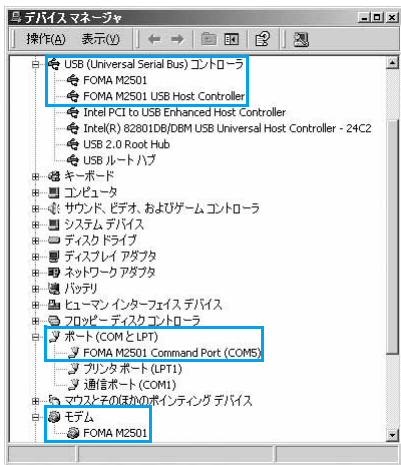 デバイス マネージャ
操作(A) 表示(V)
USB (Universal Serial Bus) コントローラ
FOMA M2501
FOMA M2501 USB Host Controller
Intel PCI to USB Enhanced Host Controller
Intel(R) 82801DB/DBM USB Universal Host Controller - 24C2
USB 2.0 Root Hub
USB ルート ハブ
キーボード
コンピュータ
サウンド、ビデオ、およびゲーム コントローラ
システム デバイス
ディスク ドライブ
ディスプレイ アダプタ
ネットワーク アダプタ
バッテリ
ヒューマン インターフェイス デバイス
フロッピー ディスク コントローラ
ポート (COM と LPT)
FOMA M2501 Command Port (COM5)
プリンタ ポート (LPT1)
通信ポート (COM1)
マウスとそのほかのポインティング デバイス
モデム
FOMA M2501